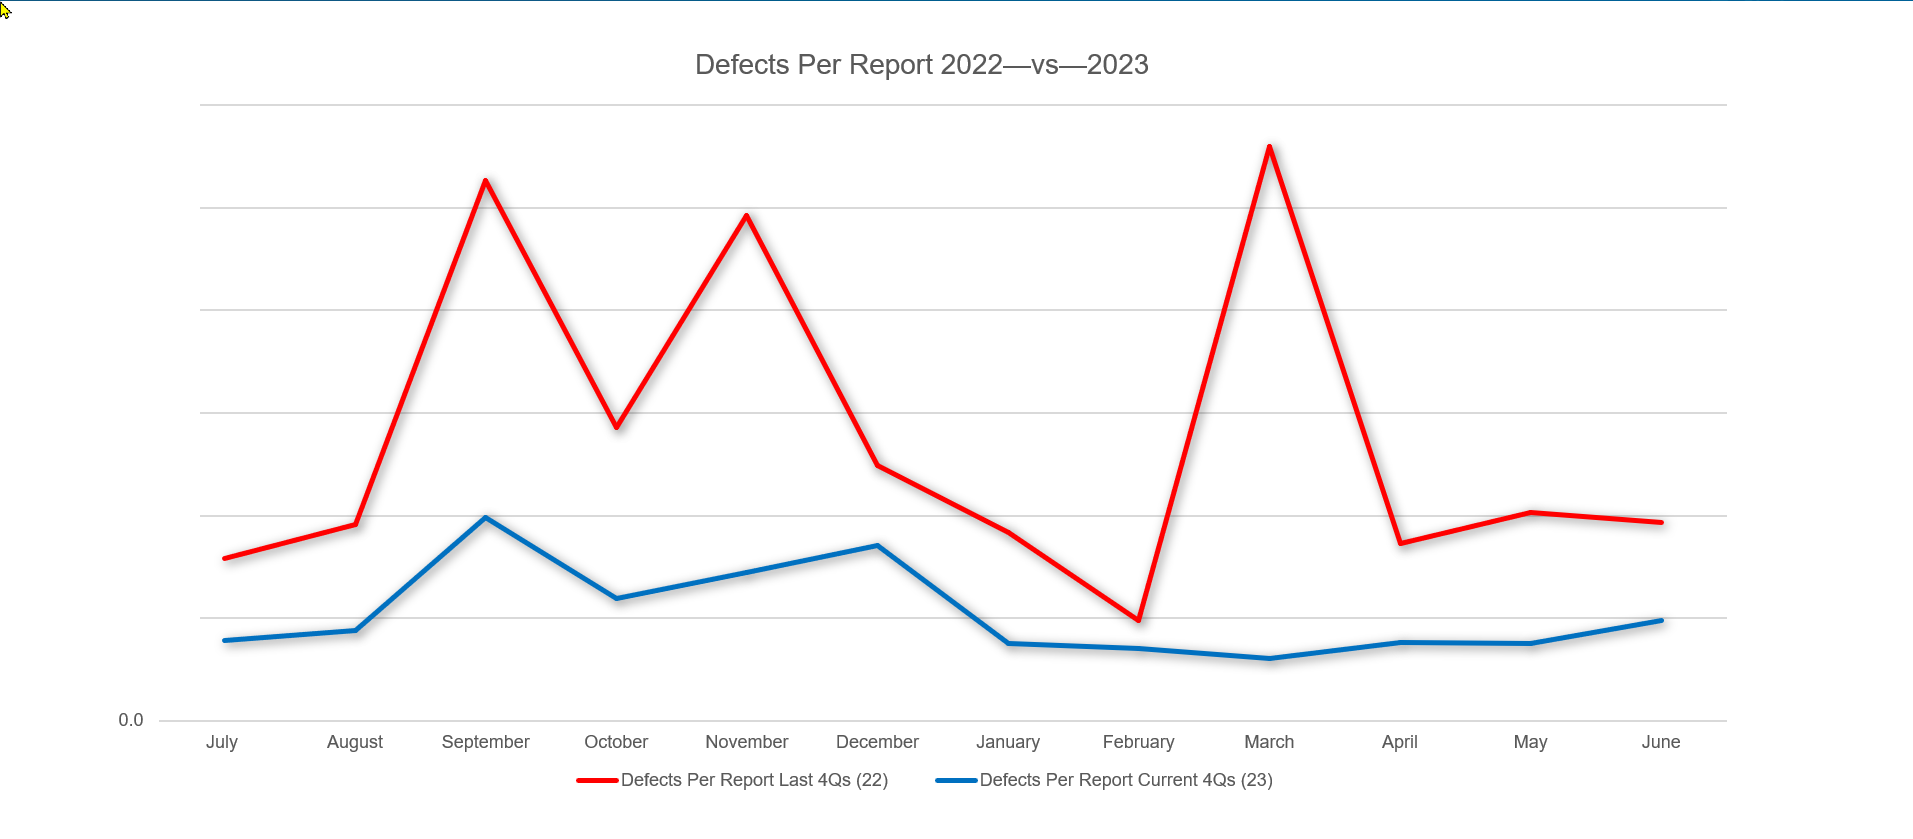 Defects Per Report 2022—vs—2023
0.0
July August September October November December January February March April May June
Defects Per Report Last 4Qs (22) Defects Per Report Current 4Qs (23)